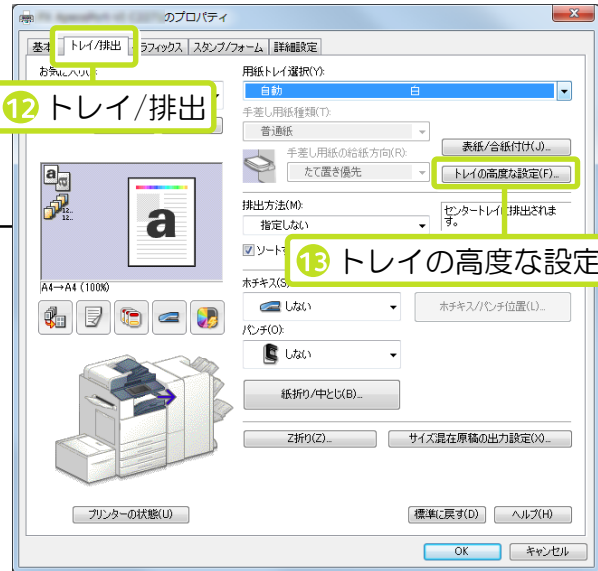 のプロパティ
基本 トレイ/排出 グラフィックス スタンプ/フォーム 詳細設定
用紙トレイ選択(Y):
⑫ トレイ/排出
自動 白
手差し用紙種類(T):
普通紙
手差し用紙の給紙方向(R):
たて置き優先
表紙/合紙付け(J)...
トレイの高度な設定(F)...
排出方法(M):
指定しない
センタートレイに排出されま
す。
⑬ トレイの高度な設定
a
12..
12..
a
A4→A4 (100%)
ホチキス(S)
しない
ホチキス/パンチ位置(L)...
パンチ(O):
しない
紙折り/中とじ(B)...
Z折り(Z)...
サイズ混在原稿の出力設定(X)...
プリンターの状態(U)
標準に戻す(D)
ヘルプ(H)
OK
キャンセル